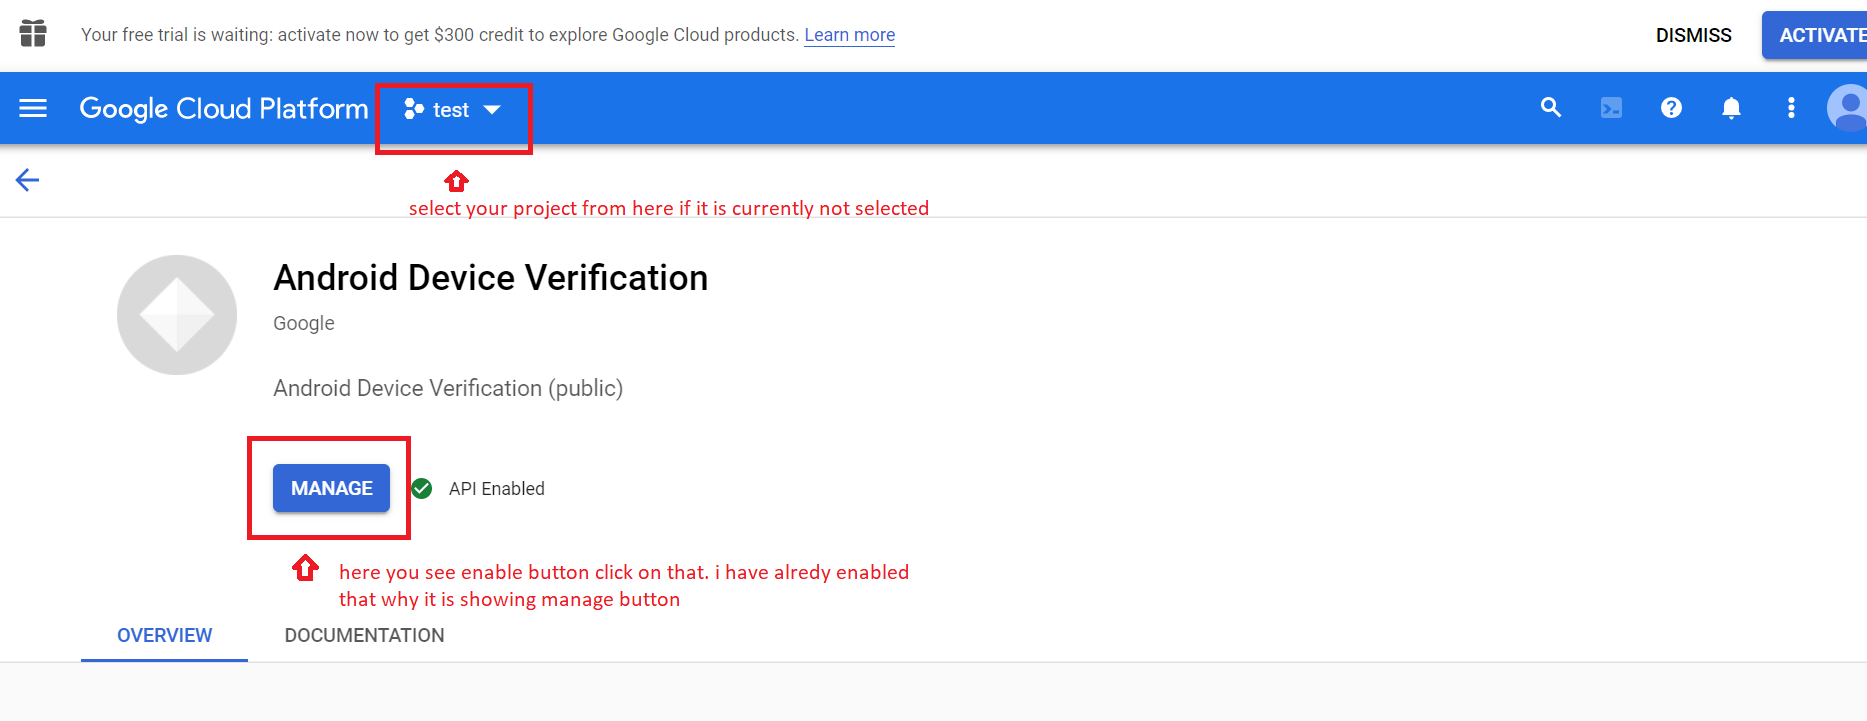 Your free trial is waiting: activate now to get $300 credit to explore Google Cloud products. Learn more
DISMISS
ACTIVATE
Google Cloud Platform
test
select your project from here if it is currently not selected
Android Device Verification
Google
Android Device Verification (public)
MANAGE
API Enabled
here you see enable button click on that. i have alredy enabled
that why it is showing manage button
OVERVIEW
DOCUMENTATION